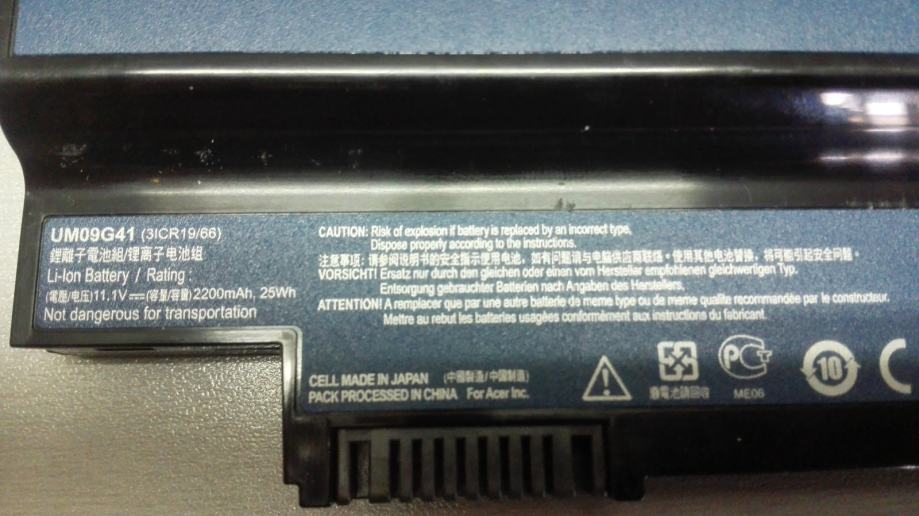 UM09G41 (3ICR19/66)
鋰離子電池組/锂离子电池组
Li-Ion Battery / Rating :
(電壓/电压)11.1V⎓(容量/容量)2200mAh, 25Wh
Not dangerous for transportation
CAUTION: Risk of explosion if battery is replaced by an incorrect type.
Dispose properly according to the instructions.
注意事项: 请参阅说明书的安全指示使用电池。如有问题请与电脑供应商联络。使用其他电池替换，将可能引起安全问题。
VORSICHT! Ersatz nur durch den gleichen oder einen vom Hersteller empfohlenen gleichwertigen Typ.
Entsorgung gebrauchter Batterien nach Angaben des Herstellers.
ATTENTION! A remplacer que par une autre batterie de meme type ou de meme qualite recommandée par le constructeur.
Mettre au rebut les batteries usagées conformèment aux instructions du fabricant.
CELL MADE IN JAPAN (中國製造/中国制造)
PACK PROCESSED IN CHINA For Acer Inc.
廢電池請回收
ME06
10